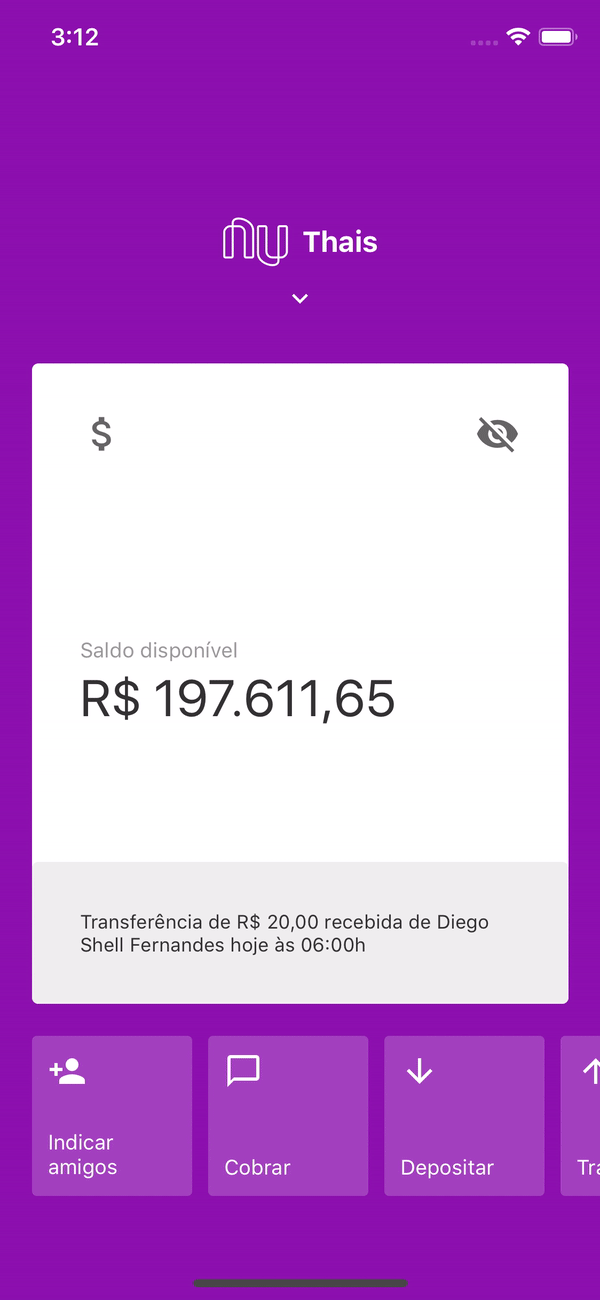 3:12
nu Thais
$
Saldo disponível
R$ 197.611,65
Transferência de R$ 20,00 recebida de Diego
Shell Fernandes hoje às 06:00h
Indicar
amigos
Cobrar
Depositar
Tra